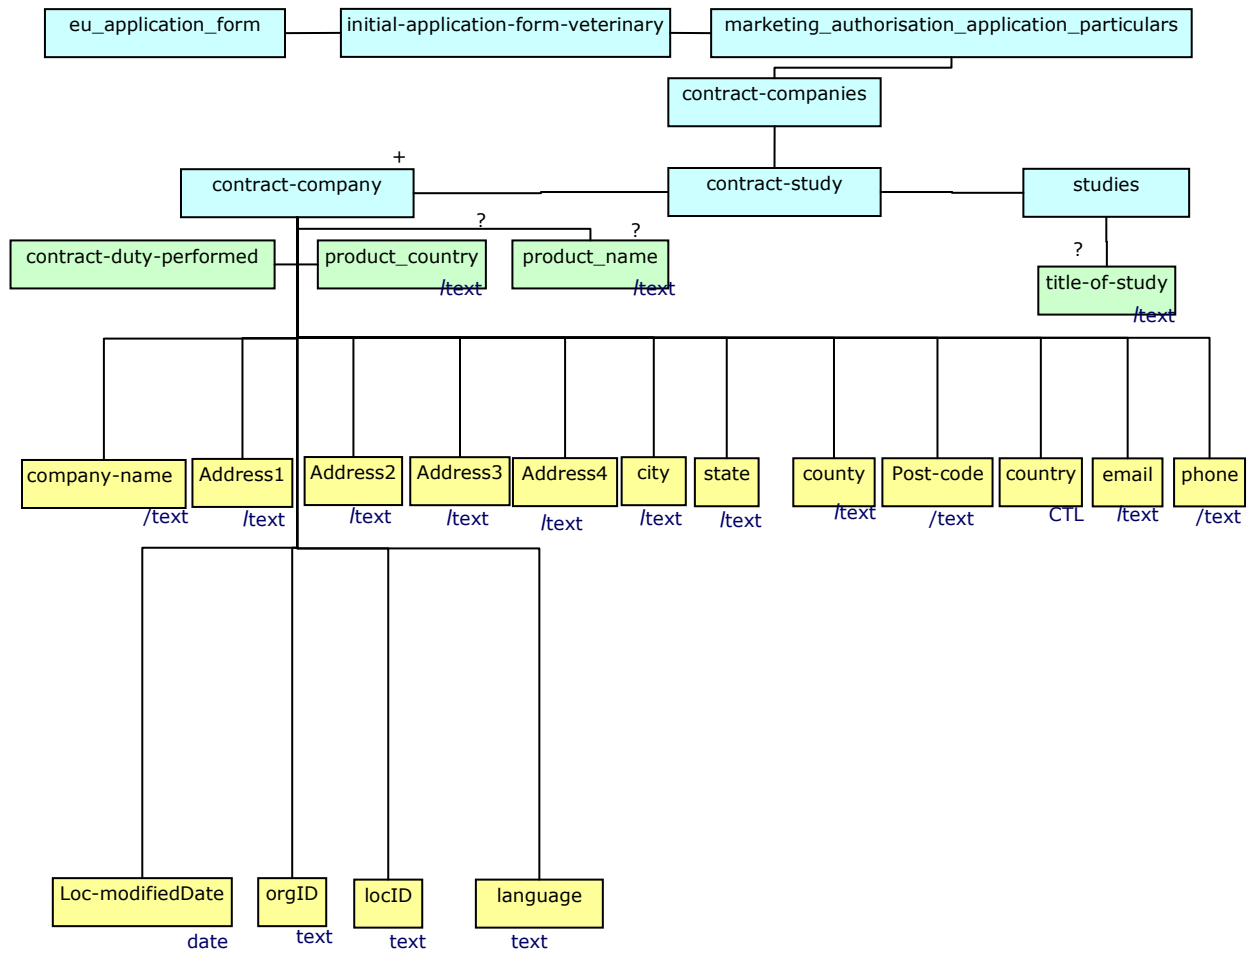 eu_application_form
initial-application-form-veterinary
marketing_authorisation_application_particulars
contract-companies
+
contract-company
contract-study
studies
?
?
?
contract-duty-performed
product_country
product_name
title-of-study
/text
/text
/text
company-name
Address1
Address2
Address3
Address4
city
state
county
Post-code
country
email
phone
/text
/text
/text
/text
/text
/text
/text
/text
/text
CTL
/text
/text
Loc-modifiedDate
orgID
locID
language
date
text
text
text